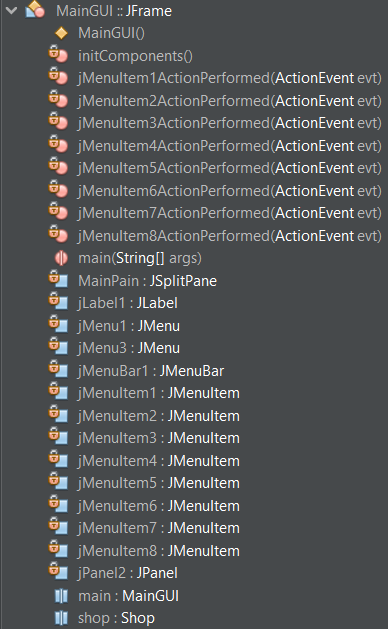 MainGUI :: JFrame
MainGUI()
initComponents()
jMenuItem1ActionPerformed(ActionEvent evt)
jMenuItem2ActionPerformed(ActionEvent evt)
jMenuItem3ActionPerformed(ActionEvent evt)
jMenuItem4ActionPerformed(ActionEvent evt)
jMenuItem5ActionPerformed(ActionEvent evt)
jMenuItem6ActionPerformed(ActionEvent evt)
jMenuItem7ActionPerformed(ActionEvent evt)
jMenuItem8ActionPerformed(ActionEvent evt)
main(String[] args)
MainPain : JSplitPane
jLabel1 : JLabel
jMenu1 : JMenu
jMenu3 : JMenu
jMenuBar1 : JMenuBar
jMenuItem1 : JMenuItem
jMenuItem2 : JMenuItem
jMenuItem3 : JMenuItem
jMenuItem4 : JMenuItem
jMenuItem5 : JMenuItem
jMenuItem6 : JMenuItem
jMenuItem7 : JMenuItem
jMenuItem8 : JMenuItem
jPanel2 : JPanel
main : MainGUI
shop : Shop